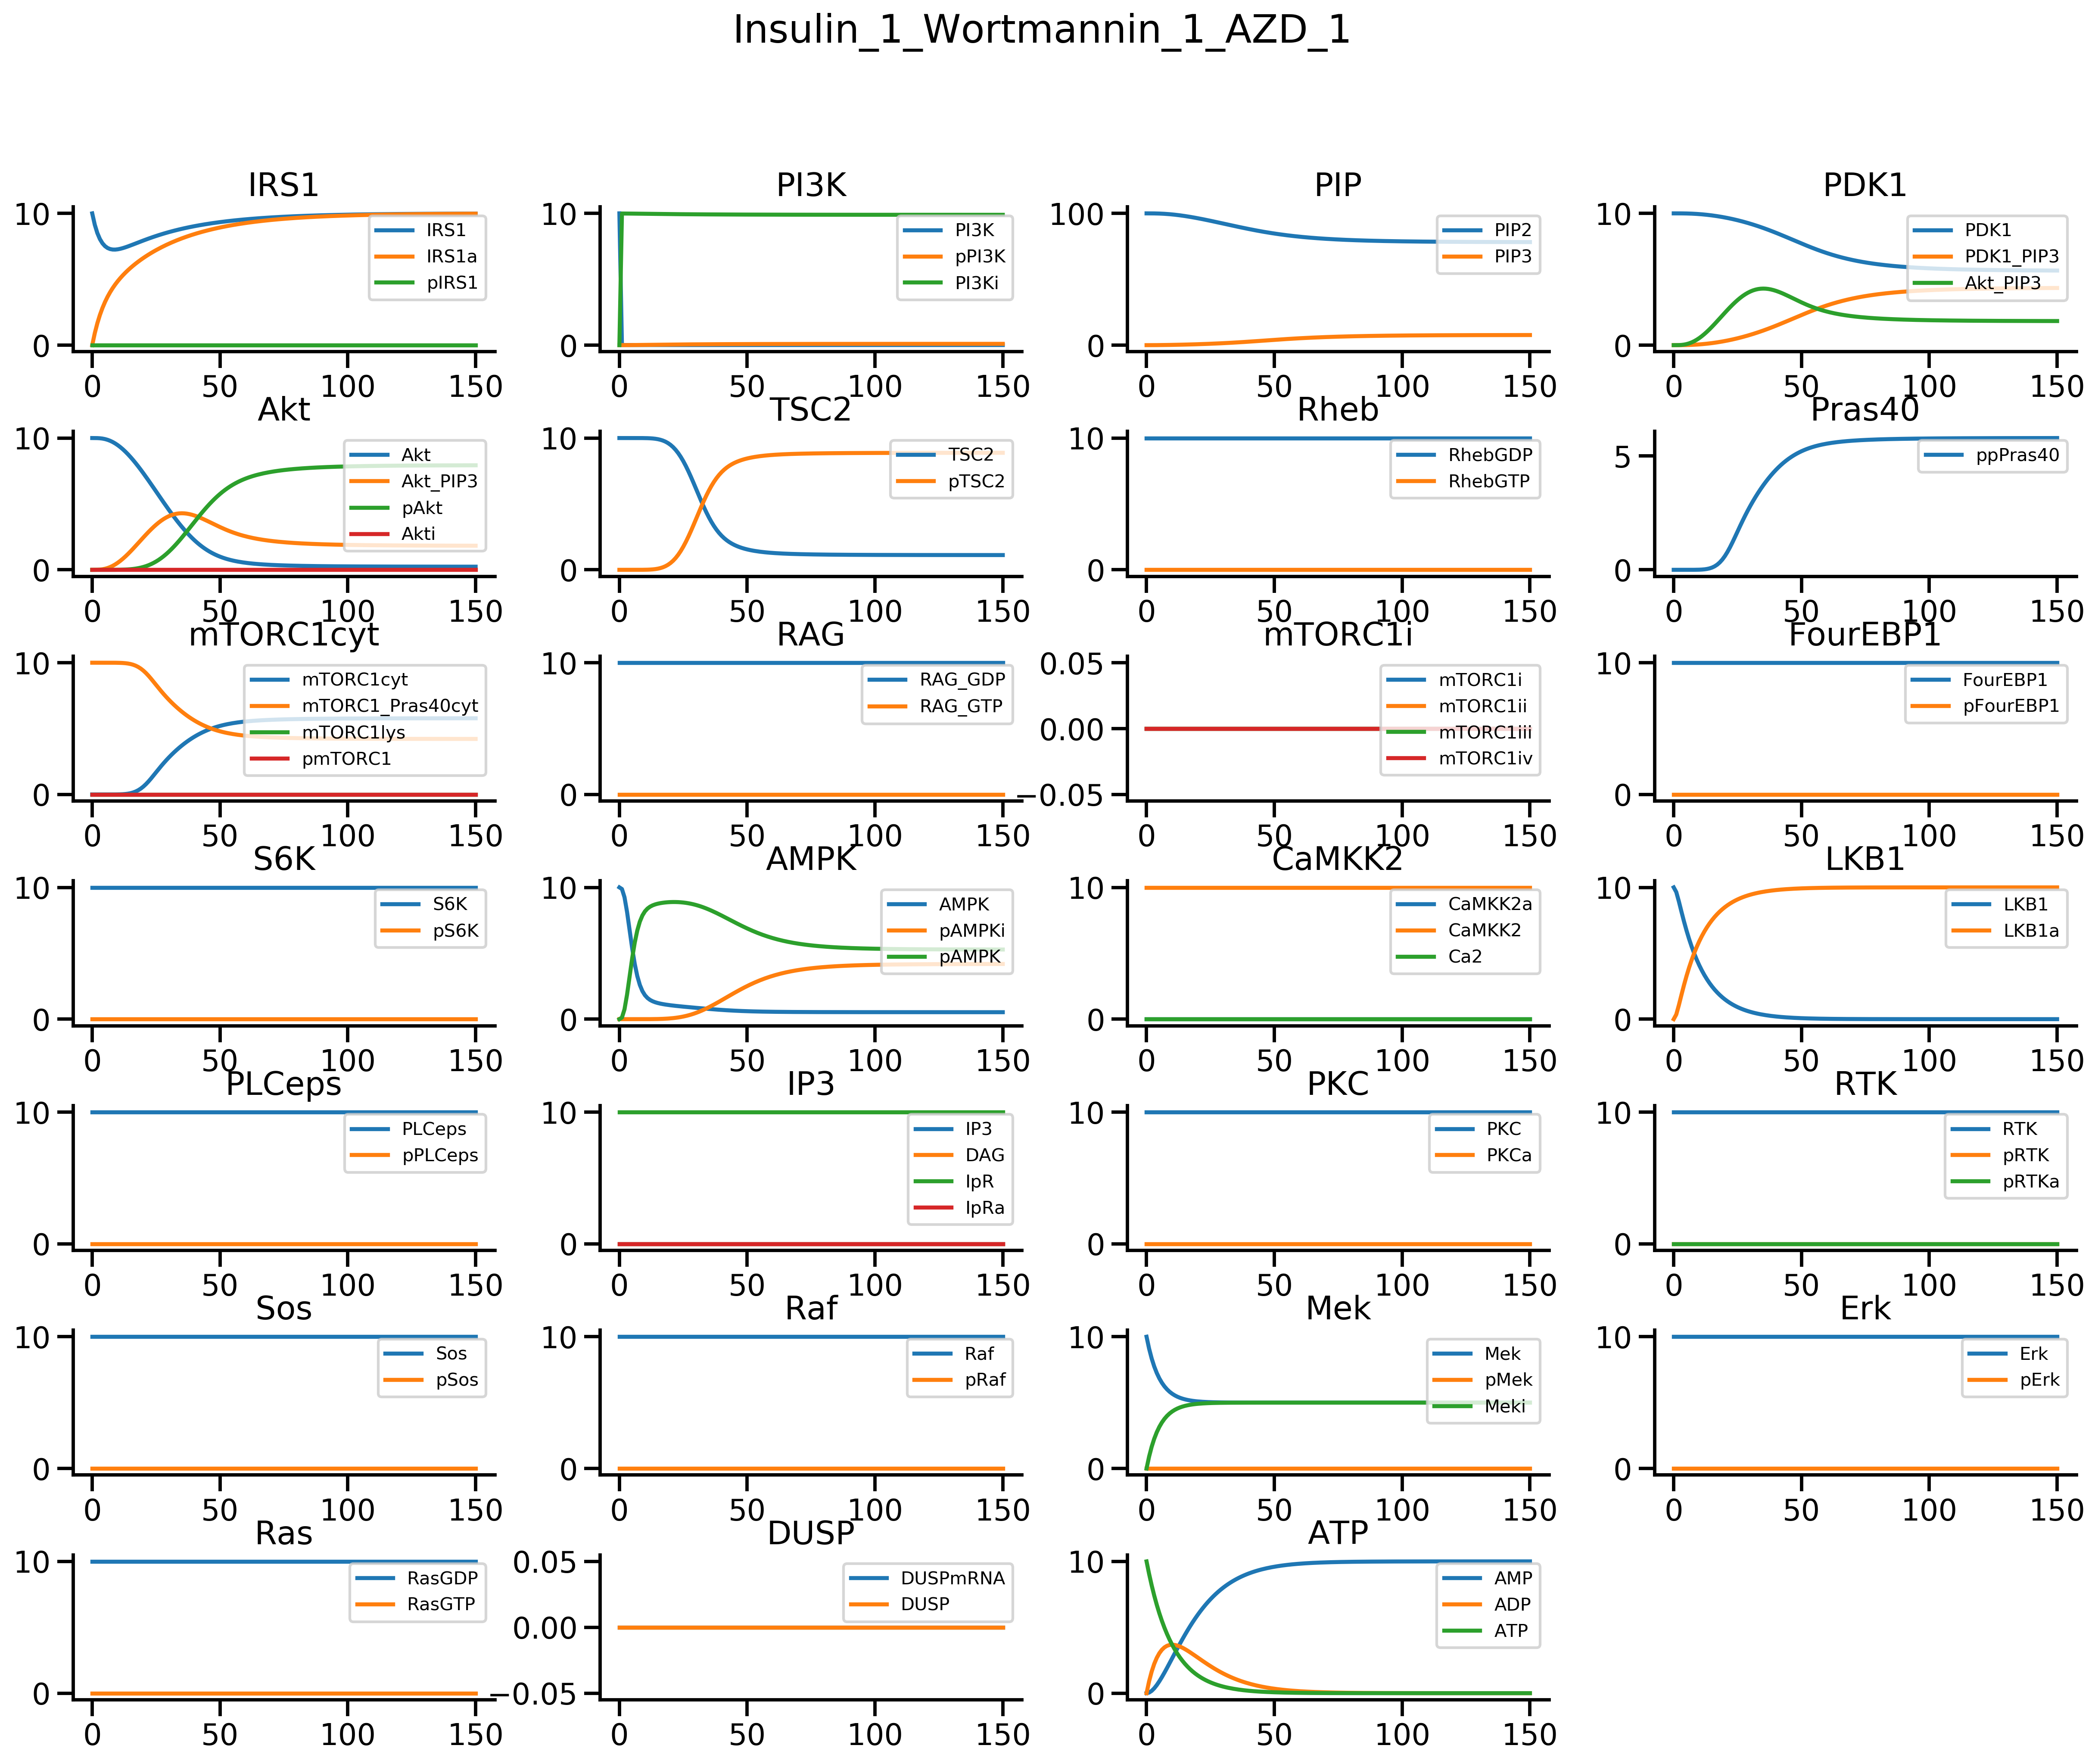 Insulin_1_Wortmannin_1_AZD_1
IRS1
10
0
0 50 100 150
IRS1
IRS1a
pIRS1
PI3K
10
0
0 50 100 150
PI3K
pPI3K
PI3Ki
PIP
100
0
0 50 100 150
PIP2
PIP3
PDK1
10
0
0 50 100 150
PDK1
PDK1_PIP3
Akt_PIP3
Akt
10
0
0 50 100 150
Akt
Akt_PIP3
pAkt
Akti
TSC2
10
0
0 50 100 150
TSC2
pTSC2
Rheb
10
0
0 50 100 150
RhebGDP
RhebGTP
Pras40
5
0
0 50 100 150
ppPras40
mTORC1cyt
10
0
0 50 100 150
mTORC1cyt
mTORC1_Pras40cyt
mTORC1lys
pmTORC1
RAG
10
0
0 50 100 150
RAG_GDP
RAG_GTP
mTORC1i
0.05
0.00
−0.05
0 50 100 150
mTORC1i
mTORC1ii
mTORC1iii
mTORC1iv
FourEBP1
10
0
0 50 100 150
FourEBP1
pFourEBP1
S6K
10
0
0 50 100 150
S6K
pS6K
AMPK
10
0
0 50 100 150
AMPK
pAMPKi
pAMPK
CaMKK2
10
0
0 50 100 150
CaMKK2a
CaMKK2
Ca2
LKB1
10
0
0 50 100 150
LKB1
LKB1a
PLCeps
10
0
0 50 100 150
PLCeps
pPLCeps
IP3
10
0
0 50 100 150
IP3
DAG
IpR
IpRa
PKC
10
0
0 50 100 150
PKC
PKCa
RTK
10
0
0 50 100 150
RTK
pRTK
pRTKa
Sos
10
0
0 50 100 150
Sos
pSos
Raf
10
0
0 50 100 150
Raf
pRaf
Mek
10
0
0 50 100 150
Mek
pMek
Meki
Erk
10
0
0 50 100 150
Erk
pErk
Ras
10
0
0 50 100 150
RasGDP
RasGTP
DUSP
0.05
0.00
−0.05
0 50 100 150
DUSPmRNA
DUSP
ATP
10
0
0 50 100 150
AMP
ADP
ATP